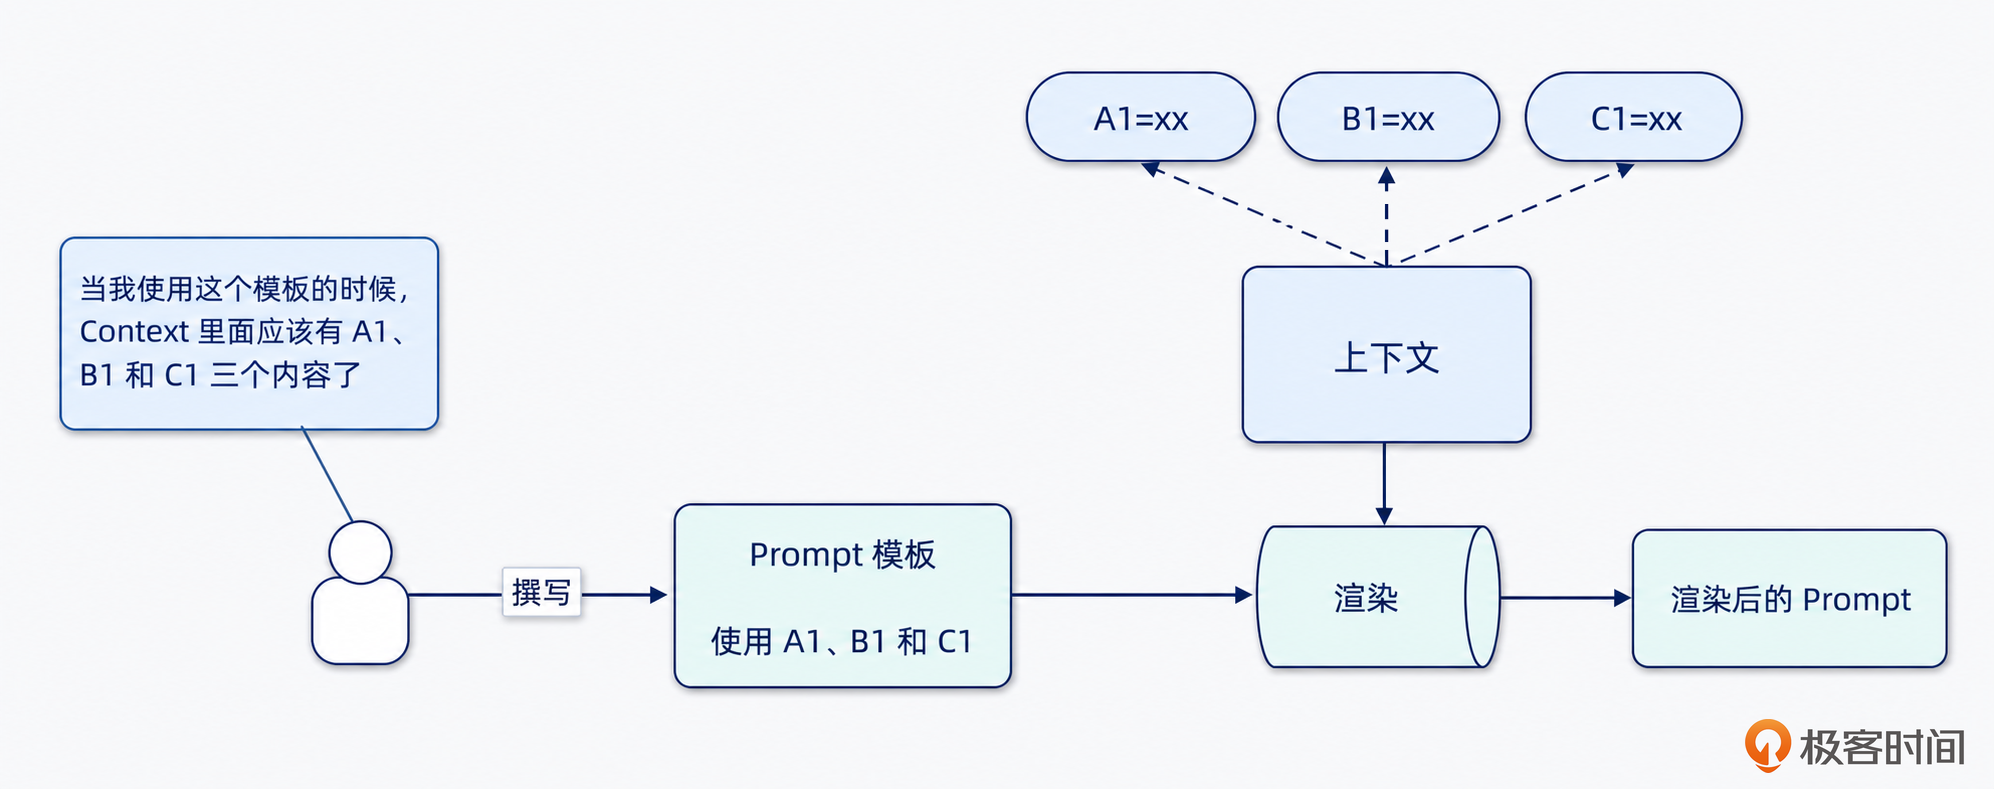 A1=xx
B1=xx
C1=xx
当我使用这个模板的时候,
Context 里面应该有 A1、
B1 和 C1 三个内容了
上下文
撰写
Prompt 模板
使用 A1、B1 和 C1
渲染
渲染后的 Prompt
极客时间